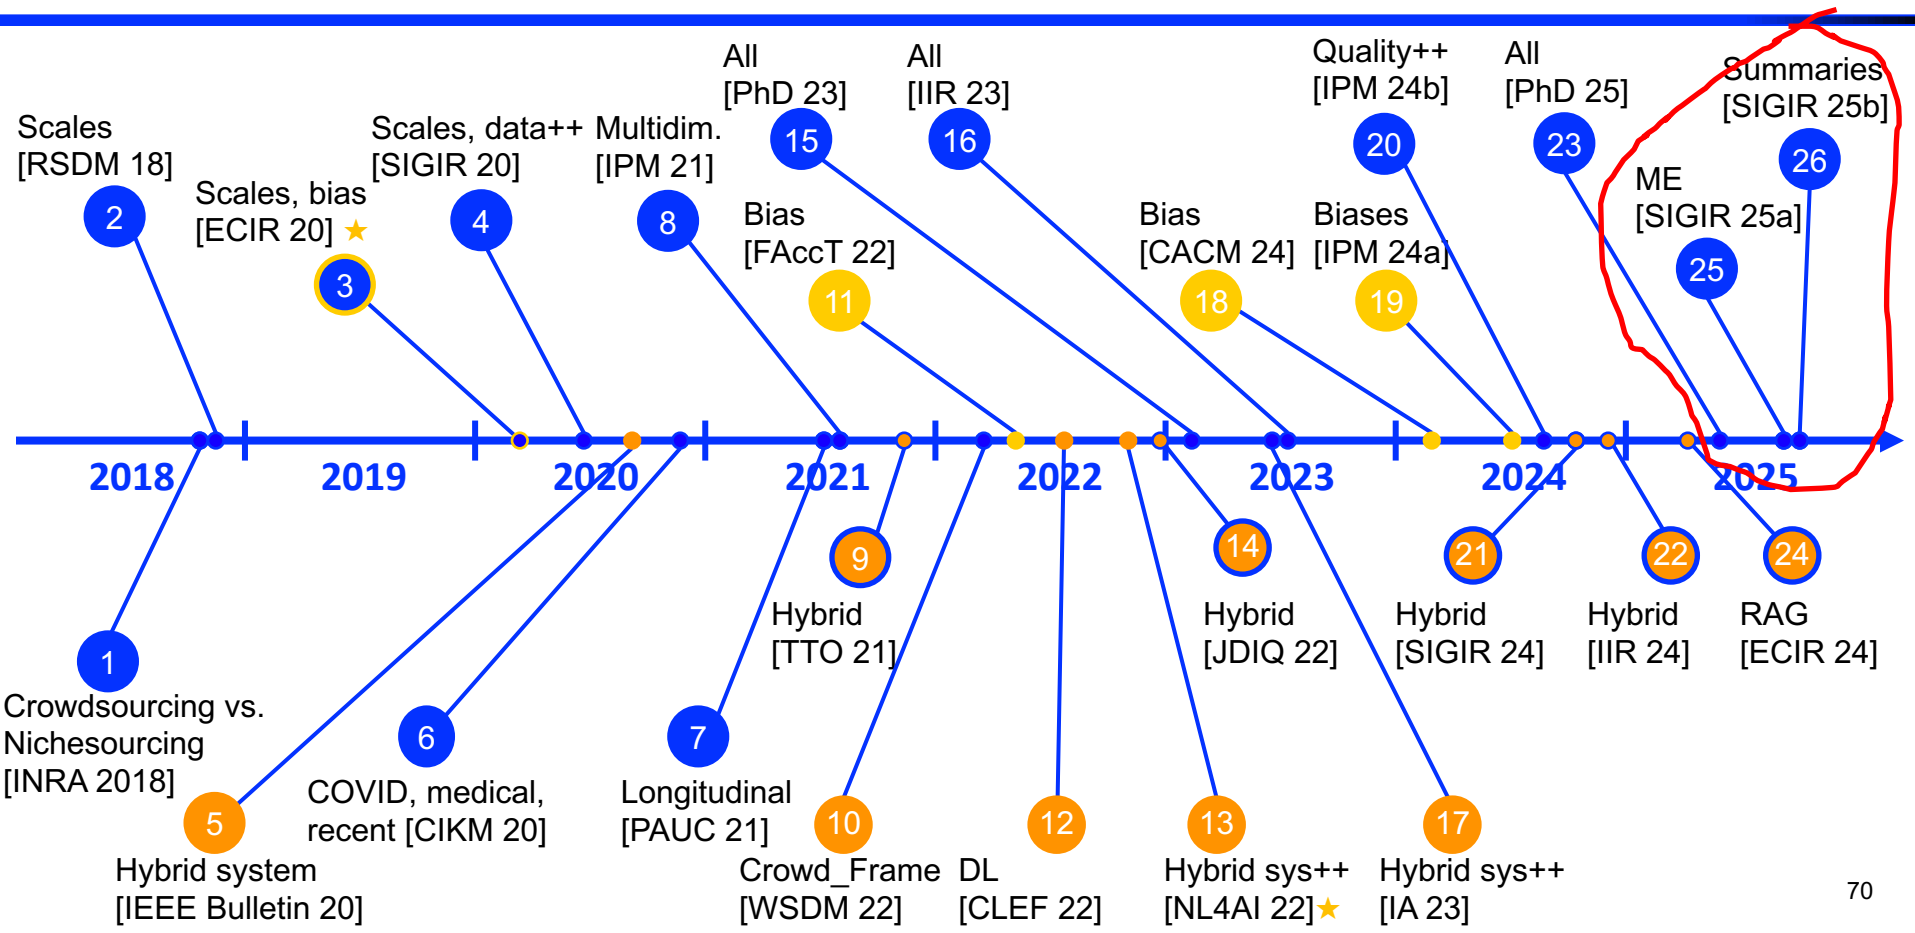 All
[PhD 23]
All
[IIR 23]
Quality++
[IPM 24b]
All
[PhD 25]
Summaries
[SIGIR 25b]
Scales
[RSDM 18]
Scales, bias
[ECIR 20] ★
Scales, data++
[SIGIR 20]
Multidim.
[IPM 21]
15
16
20
23
26
ME
[SIGIR 25a]
2
3
4
8
Bias
[FAccT 22]
Bias
[CACM 24]
Biases
[IPM 24a]
11
18
19
25
2018
2019
2020
2021
2022
2023
2024
2025
9
Hybrid
[TTO 21]
14
Hybrid
[JDIQ 22]
21
Hybrid
[SIGIR 24]
22
Hybrid
[IIR 24]
24
RAG
[ECIR 24]
1
Crowdsourcing vs.
Nichesourcing
[INRA 2018]
5
Hybrid system
[IEEE Bulletin 20]
6
COVID, medical,
recent [CIKM 20]
7
Longitudinal
[PAUC 21]
10
Crowd_Frame
[WSDM 22]
12
DL
[CLEF 22]
13
Hybrid sys++
[NL4AI 22]★
17
Hybrid sys++
[IA 23]
70